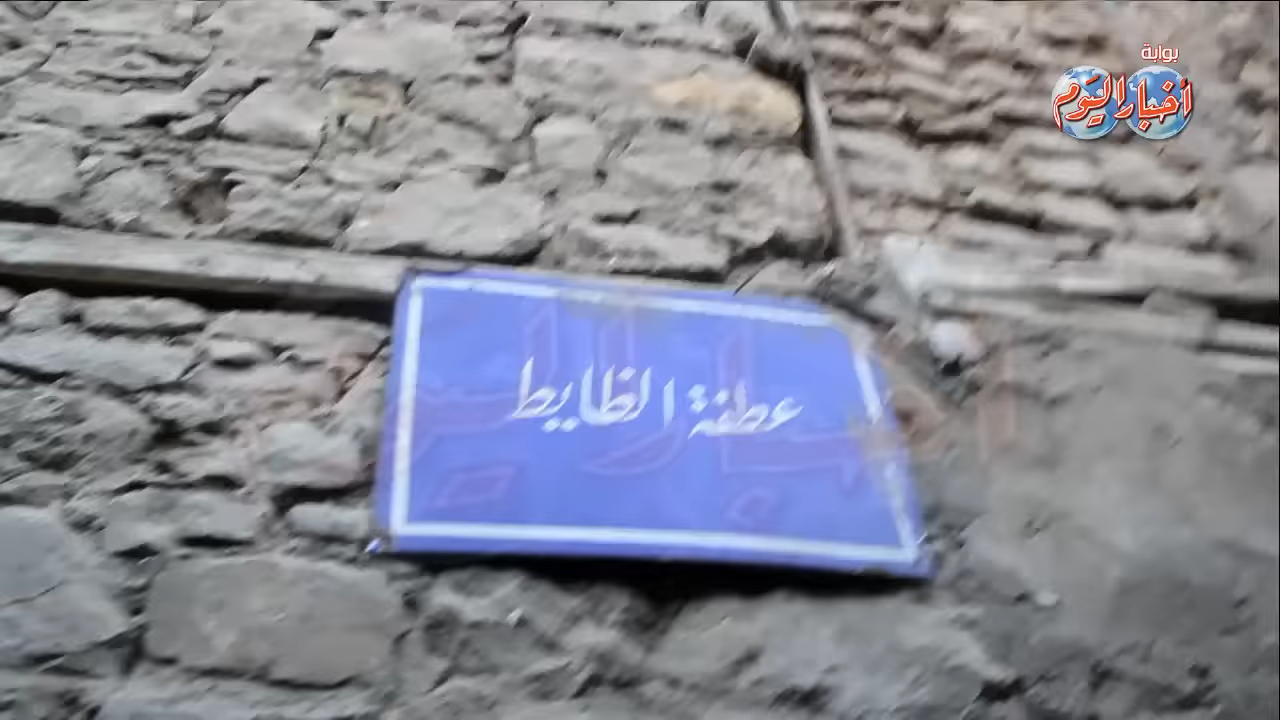 بوابة
أخبار اليوم
عطفة الظايط